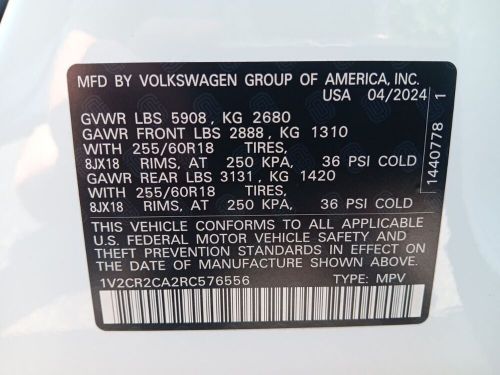 MFD BY VOLKSWAGEN GROUP OF AMERICA, INC.
USA 04/2024
GVWR LBS 5908, KG 2680
GAWR FRONT LBS 2888, KG 1310
WITH 255/60R18 TIRES,
8JX18 RIMS, AT 250 KPA, 36 PSI COLD
GAWR REAR LBS 3131, KG 1420
WITH 255/60R18 TIRES,
8JX18 RIMS, AT 250 KPA, 36 PSI COLD
THIS VEHICLE CONFORMS TO ALL APPLICABLE
U.S. FEDERAL MOTOR VEHICLE SAFETY AND
THEFT PREVENTION STANDARDS IN EFFECT ON THE
DATE OF MANUFACTURE SHOWN ABOVE.
1V2CR2CA2RC576556 TYPE: MPV
1440778 1